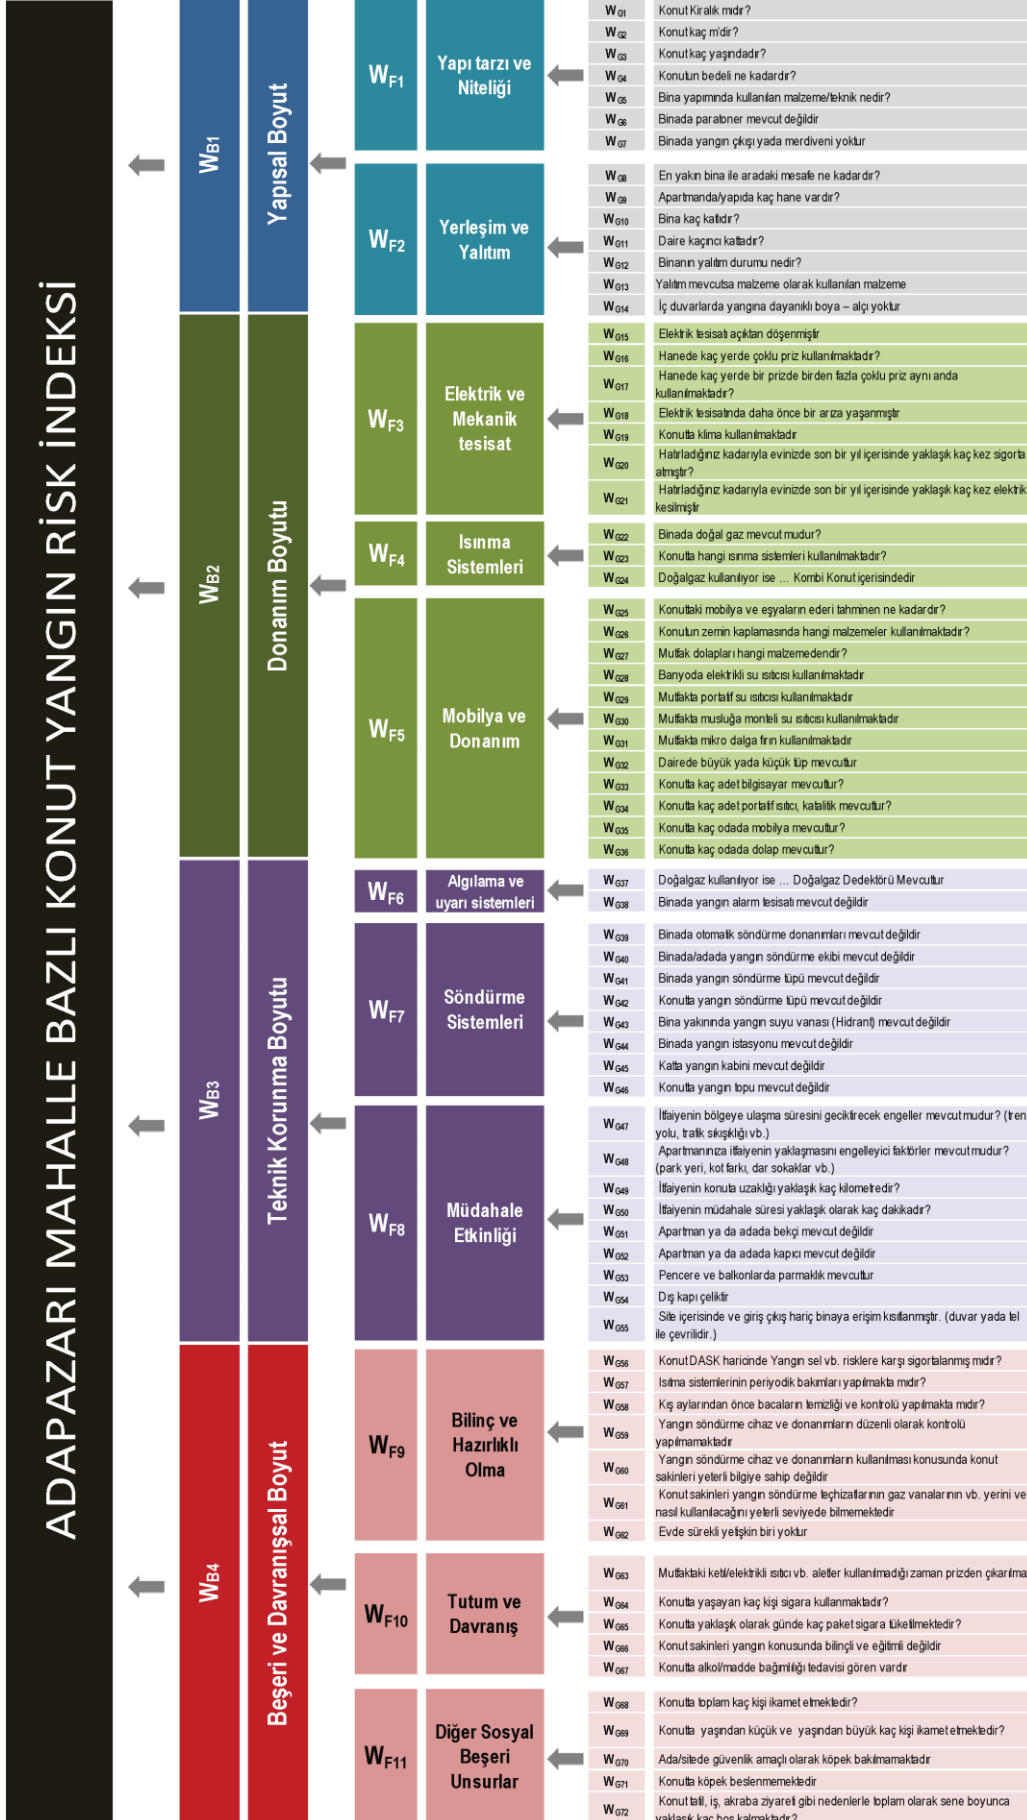 ADAPAZARI MAHALLE BAZLI KONUT YANGIN RİSK İNDEKSİ
WB1
Yapısal Boyut
WF1
Yapı tarzı ve
Niteliği
WG1 Konut Kiralık mıdır?
WG2 Konut kaç m'dir?
WG3 Konut kaç yaşındadır?
WG4 Konutun bedeli ne kadardır?
WG5 Bina yapımında kullanılan malzeme/teknik nedir?
WG6 Binada paratoner mevcut değildir
WG7 Binada yangın çıkışı yada merdiveni yoktur
WF2
Yerleşim ve
Yalıtım
WG8 En yakın bina ile aradaki mesafe ne kadardır?
WG9 Apartmanda/yapıda kaç hane vardır?
WG10 Bina kaç katlıdır?
WG11 Daire kaçıncı kattadır?
WG12 Binanın yalıtım durumu nedir?
WG13 Yalıtım mevcutsa malzeme olarak kullanılan malzeme
WG14 İç duvarlarda yangına dayanıklı boya – alçı yoktur
WB2
Donanım Boyutu
WF3
Elektrik ve
Mekanik
tesisat
WG15 Elektrik tesisatı açıktan döşenmiştir
WG16 Hanede kaç yerde çoklu priz kullanılmaktadır?
WG17 Hanede kaç yerde bir prizde birden fazla çoklu priz aynı anda
kullanılmaktadır?
WG18 Elektrik tesisatında daha önce bir arıza yaşanmıştır
WG19 Konutta klima kullanılmaktadır
WG20 Hatırladığınız kadarıyla evinizde son bir yıl içerisinde yaklaşık kaç kez sigorta
atmıştır?
WG21 Hatırladığınız kadarıyla evinizde son bir yıl içerisinde yaklaşık kaç kez elektrik
kesilmiştir
WF4
Isınma
Sistemleri
WG22 Binada doğal gaz mevcut mudur?
WG23 Konutta hangi ısınma sistemleri kullanılmaktadır?
WG24 Doğalgaz kullanılıyor ise … Kombi Konut içerisindedir
WF5
Mobilya ve
Donanım
WG25 Konuttaki mobilya ve eşyaların ederi tahminen ne kadardır?
WG26 Konutun zemin kaplamasında hangi malzemeler kullanılmaktadır?
WG27 Mutfak dolapları hangi malzemedendir?
WG28 Banyoda elektrikli su ısıtıcısı kullanılmaktadır
WG29 Mutfakta portatif su ısıtıcısı kullanılmaktadır
WG30 Mutfakta musluğa monteli su ısıtıcısı kullanılmaktadır
WG31 Mutfakta mikro dalga fırın kullanılmaktadır
WG32 Dairede büyük yada küçük tüp mevcuttur
WG33 Konutta kaç adet bilgisayar mevcuttur?
WG34 Konutta kaç adet portatif ısıtıcı, katalitik mevcuttur?
WG35 Konutta kaç odada mobilya mevcuttur?
WG36 Konutta kaç odada dolap mevcuttur?
WB3
Teknik Korunma Boyutu
WF6
Algılama ve
uyarı sistemleri
WG37 Doğalgaz kullanılıyor ise … Doğalgaz Dedektörü Mevcuttur
WG38 Binada yangın alarm tesisatı mevcut değildir
WF7
Söndürme
Sistemleri
WG39 Binada otomatik söndürme donanımları mevcut değildir
WG40 Binada/adada yangın söndürme ekibi mevcut değildir
WG41 Binada yangın söndürme tüpü mevcut değildir
WG42 Konutta yangın söndürme tüpü mevcut değildir
WG43 Bina yakınında yangın suyu vanası (Hidrant) mevcut değildir
WG44 Binada yangın istasyonu mevcut değildir
WG45 Katta yangın kabini mevcut değildir
WG46 Konutta yangın topu mevcut değildir
WF8
Müdahale
Etkinliği
WG47 İtfaiyenin bölgeye ulaşma süresini geciktirecek engeller mevcut mudur? (tren
yolu, trafik sıkışıklığı vb.)
WG48 Apartmanınıza itfaiyenin yaklaşmasını engelleyici faktörler mevcut mudur?
(park yeri, kot farkı, dar sokaklar vb.)
WG49 İtfaiyenin konuta uzaklığı yaklaşık kaç kilometredir?
WG50 İtfaiyenin müdahale süresi yaklaşık olarak kaç dakikadır?
WG51 Apartman ya da adada bekçi mevcut değildir
WG52 Apartman ya da adada kapıcı mevcut değildir
WG53 Pencere ve balkonlarda parmaklık mevcuttur
WG54 Dış kapı çeliktir
WG55 Site içerisinde ve giriş çıkış hariç binaya erişim kısıtlanmıştır. (duvar yada tel
ile çevrilidir.)
WB4
Beşeri ve Davranışsal Boyut
WF9
Bilinç ve
Hazırlıklı
Olma
WG56 Konut DASK haricinde Yangın sel vb. risklere karşı sigortalanmış mıdır?
WG57 Isıtma sistemlerinin periyodik bakımları yapılmakta mıdır?
WG58 Kış aylarından önce bacaların temizliği ve kontrolü yapılmakta mıdır?
WG59 Yangın söndürme cihaz ve donanımların düzenli olarak kontrolü
yapılmamaktadır
WG60 Yangın söndürme cihaz ve donanımların kullanılması konusunda konut
sakinleri yeterli bilgiye sahip değildir
WG61 Konut sakinleri yangın söndürme teçhizatlarının gaz vanalarının vb. yerini ve
nasıl kullanılacağını yeterli seviyede bilmemektedir
WG62 Evde sürekli yetişkin biri yoktur
WF10
Tutum ve
Davranış
WG63 Mutfaktaki ketıl/elektrikli ısıtıcı vb. aletler kullanılmadığı zaman prizden çıkarılmaz
WG64 Konutta yaşayan kaç kişi sigara kullanmaktadır?
WG65 Konutta yaklaşık olarak günde kaç paket sigara tüketilmektedir?
WG66 Konut sakinleri yangın konusunda bilinçli ve eğitimli değildir
WG67 Konutta alkol/madde bağımlılığı tedavisi gören vardır
WF11
Diğer Sosyal
Beşeri
Unsurlar
WG68 Konutta toplam kaç kişi ikamet etmektedir?
WG69 Konutta yaşından küçük ve yaşından büyük kaç kişi ikamet etmektedir?
WG70 Ada/sitede güvenlik amaçlı olarak köpek bakılmamaktadır
WG71 Konutta köpek beslenmemektedir
WG72 Konut tatil, iş, akraba ziyareti gibi nedenlerle toplam olarak sene boyunca
yaklaşık kaç boş kalmaktadır?